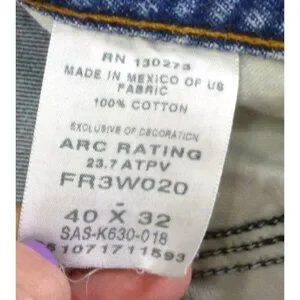 RN 130273
MADE IN MEXICO OF US
FABRIC
100% COTTON
EXCLUSIVE OF DECORATION
ARC RATING
23.7 ATPV
FR3W020
-
40 X 32
SAS-K630-018
51071711593